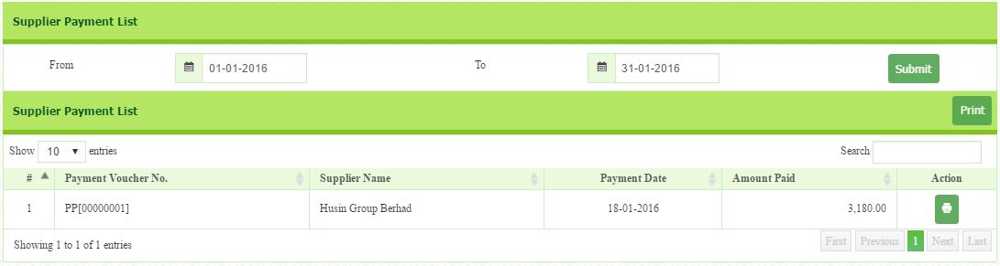 Supplier Payment List
From 01-01-2016 To 31-01-2016 Submit
Supplier Payment List Print
Show 10 entries Search
# Payment Voucher No. Supplier Name Payment Date Amount Paid Action
1 PP[00000001] Husin Group Berhad 18-01-2016 3,180.00
Showing 1 to 1 of 1 entries First Previous 1 Next Last